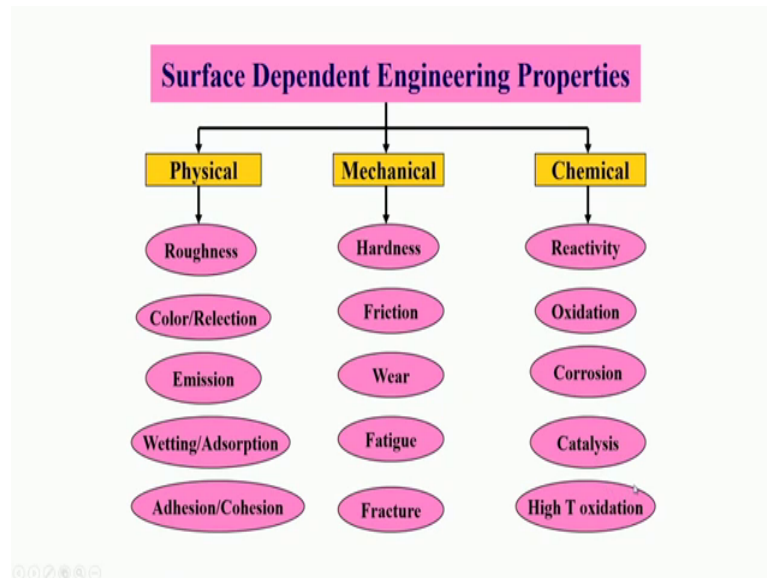 Surface Dependent Engineering Properties
Physical
Mechanical
Chemical
Roughness
Hardness
Reactivity
Color/Relection
Friction
Oxidation
Emission
Wear
Corrosion
Wetting/Adsorption
Fatigue
Catalysis
Adhesion/Cohesion
Fracture
High T oxidation